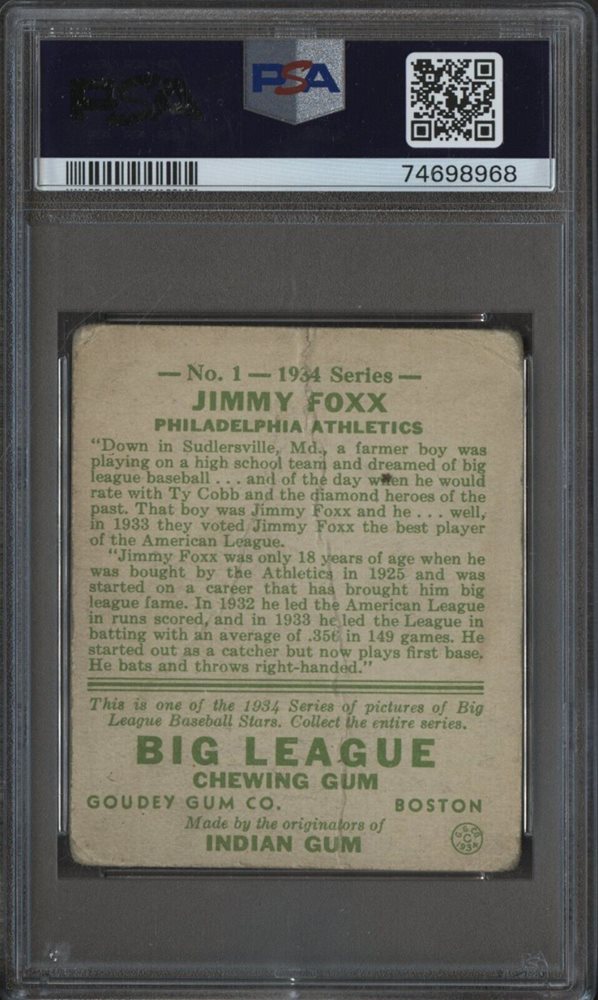 PSA
PSA
74698968
— No. 1 — 1934 Series —
JIMMY FOXX
PHILADELPHIA ATHLETICS
"Down in Sudlersville, Md., a farmer boy was
playing on a high school team and dreamed of big
league baseball . . . and of the day when he would
rate with Ty Cobb and the diamond heroes of the
past. That boy was Jimmy Foxx and he . . . well,
in 1933 they voted Jimmy Foxx the best player
of the American League.
"Jimmy Foxx was only 18 years of age when he
was bought by the Athletics in 1925 and was
started on a career that has brought him big
league fame. In 1932 he led the American League
in runs scored, and in 1933 he led the League in
batting with an average of .356 in 149 games. He
started out as a catcher but now plays first base.
He bats and throws right-handed."
This is one of the 1934 Series of pictures of Big
League Baseball Stars. Collect the entire series.
BIG LEAGUE
CHEWING GUM
GOUDEY GUM CO. BOSTON
Made by the originators of
INDIAN GUM
G.G.CO.
C
1934